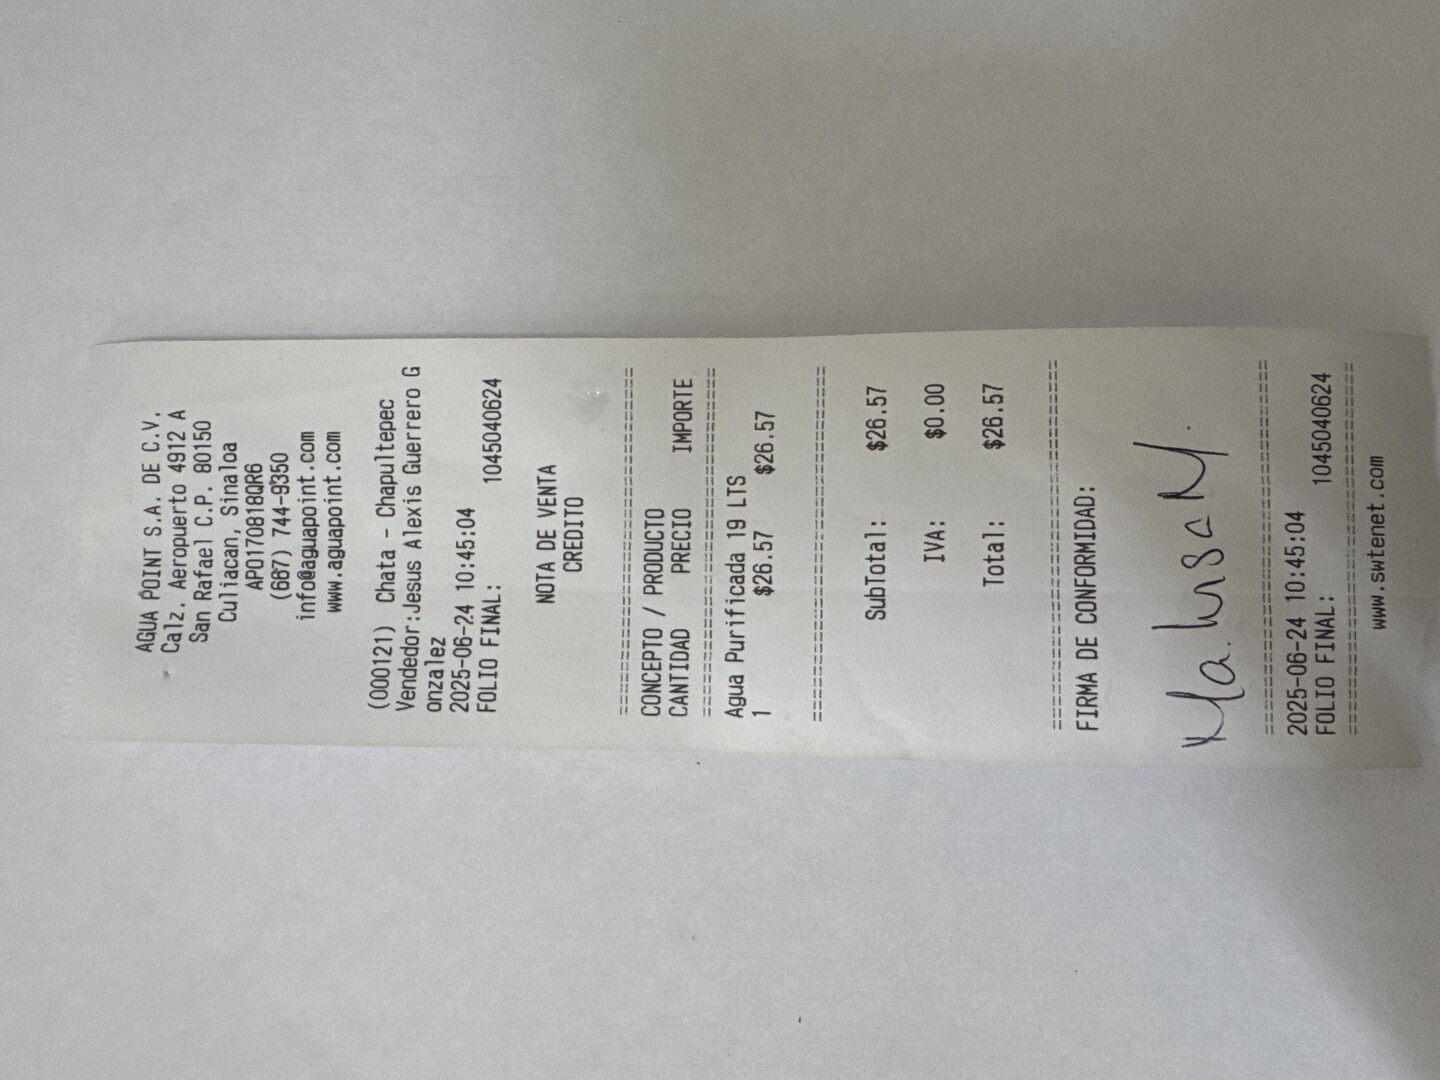 AGUA POINT S.A. DE C.V.
Calz. Aeropuerto 4912 A
San Rafael C.P. 80150
Culiacan, Sinaloa
APO170818QR6
(667) 744-9350
info@aguapoint.com
www.aguapoint.com
(000121) Chata - Chapultepec
Vendedor:Jesus Alexis Guerrero G
onzalez
2025-06-24 10:45:04
FOLIO FINAL: 1045040624
NOTA DE VENTA
CREDITO
================================
CONCEPTO / PRODUCTO
CANTIDAD PRECIO IMPORTE
================================
Agua Purificada 19 LTS
1 $26.57 $26.57
================================
SubTotal: $26.57
IVA: $0.00
Total: $26.57
================================
FIRMA DE CONFORMIDAD:
Ma. luisa M.
================================
2025-06-24 10:45:04
FOLIO FINAL: 1045040624
================================
www.swtenet.com